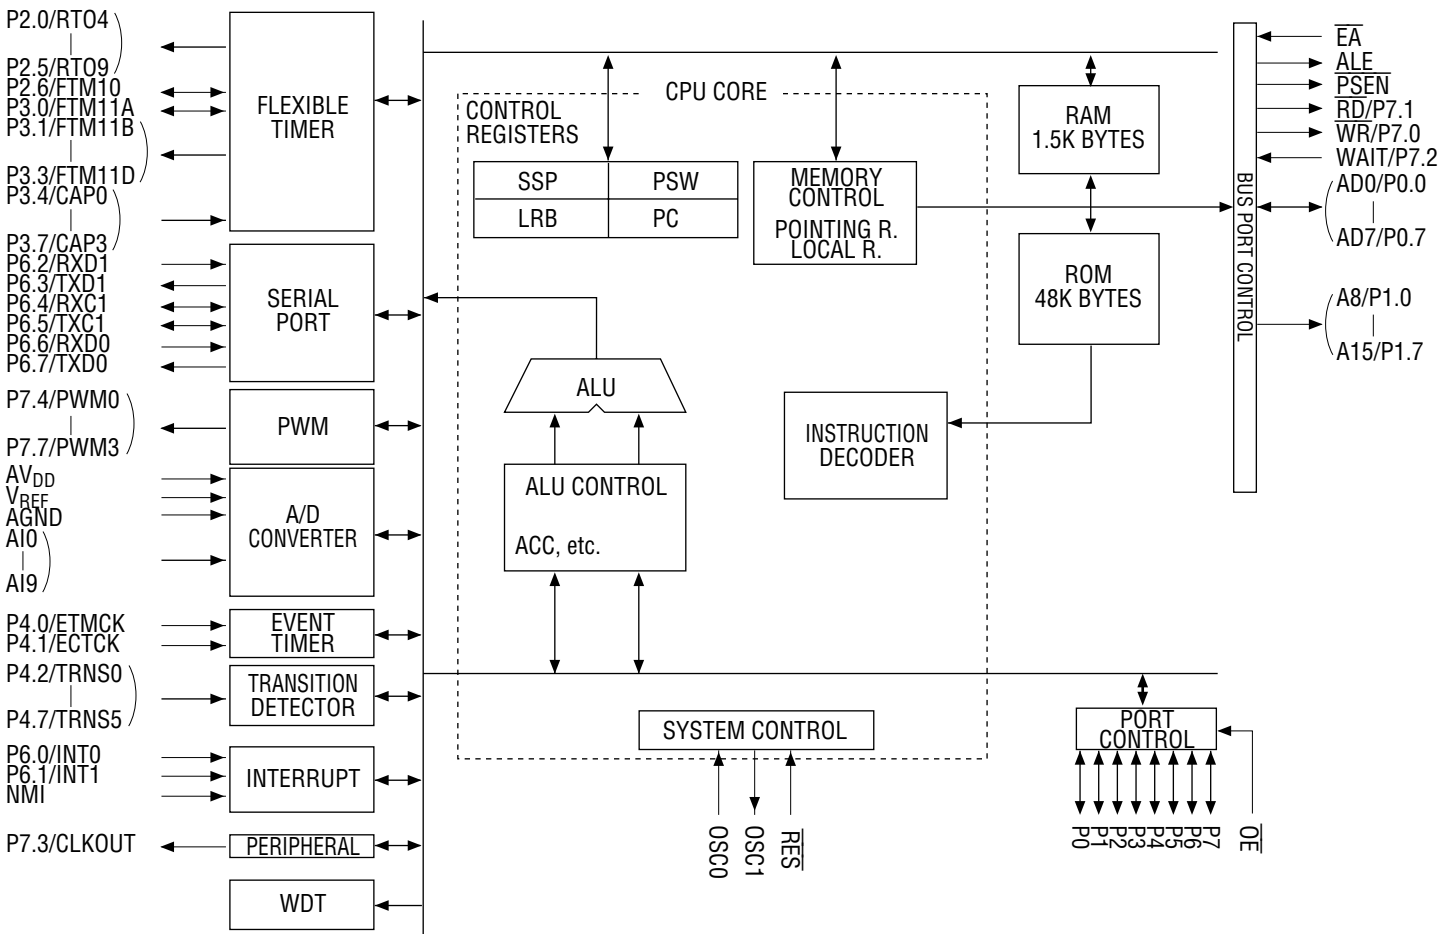 P2.0/RTO4
P2.5/RTO9
P2.6/FTM10
P3.0/FTM11A
P3.1/FTM11B
P3.3/FTM11D
P3.4/CAP0
P3.7/CAP3
P6.2/RXD1
P6.3/TXD1
P6.4/RXC1
P6.5/TXC1
P6.6/RXD0
P6.7/TXD0
P7.4/PWM0
P7.7/PWM3
AVDD
VREF
AGND
AI0
AI9
P4.0/ETMCK
P4.1/ECTCK
P4.2/TRNS0
P4.7/TRNS5
P6.0/INT0
P6.1/INT1
NMI
P7.3/CLKOUT
FLEXIBLE
TIMER
SERIAL
PORT
PWM
A/D
CONVERTER
EVENT
TIMER
TRANSITION
DETECTOR
INTERRUPT
PERIPHERAL
WDT
CPU CORE
CONTROL
REGISTERS
SSP
PSW
LRB
PC
MEMORY
CONTROL
POINTING R.
LOCAL R.
ALU
ALU CONTROL
ACC, etc.
INSTRUCTION
DECODER
SYSTEM CONTROL
OSC0
OSC1
RES
RAM
1.5K BYTES
ROM
48K BYTES
PORT
CONTROL
P0
P1
P2
P3
P4
P5
P6
P7
OE
BUS PORT CONTROL
EA
ALE
PSEN
RD/P7.1
WR/P7.0
WAIT/P7.2
AD0/P0.0
AD7/P0.7
A8/P1.0
A15/P1.7